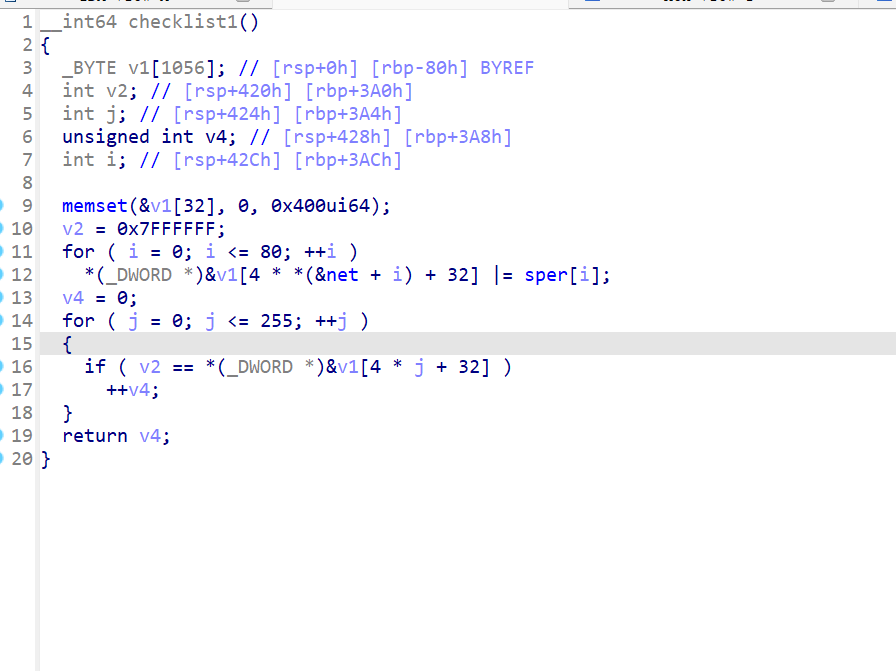 1 __int64 checklist1()
2 {
3 _BYTE v1[1056]; // [rsp+0h] [rbp-80h] BYREF
4 int v2; // [rsp+420h] [rbp+3A0h]
5 int j; // [rsp+424h] [rbp+3A4h]
6 unsigned int v4; // [rsp+428h] [rbp+3A8h]
7 int i; // [rsp+42Ch] [rbp+3ACh]
8
9 memset(&v1[32], 0, 0x400ui64);
10 v2 = 0x7FFFFFF;
11 for ( i = 0; i <= 80; ++i )
12 *(_DWORD *)&v1[4 * *(&net + i) + 32] |= sper[i];
13 v4 = 0;
14 for ( j = 0; j <= 255; ++j )
15 {
16 if ( v2 == *(_DWORD *)&v1[4 * j + 32] )
17 ++v4;
18 }
19 return v4;
20 }